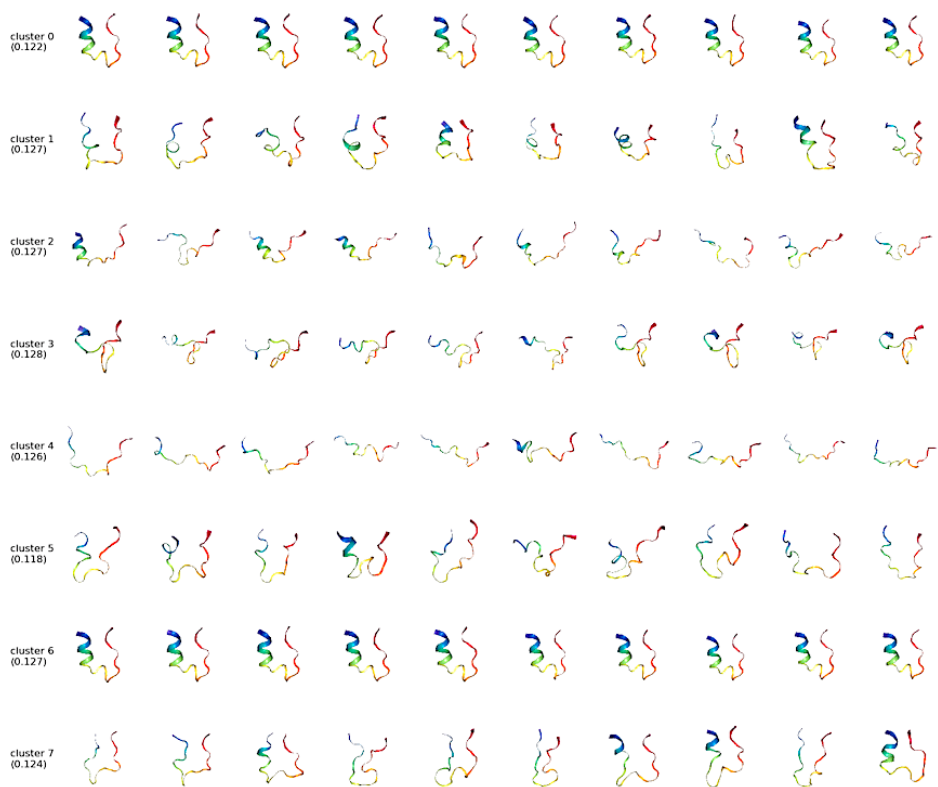 cluster 0
(0.122)
cluster 1
(0.127)
cluster 2
(0.127)
cluster 3
(0.128)
cluster 4
(0.126)
cluster 5
(0.118)
cluster 6
(0.127)
cluster 7
(0.124)